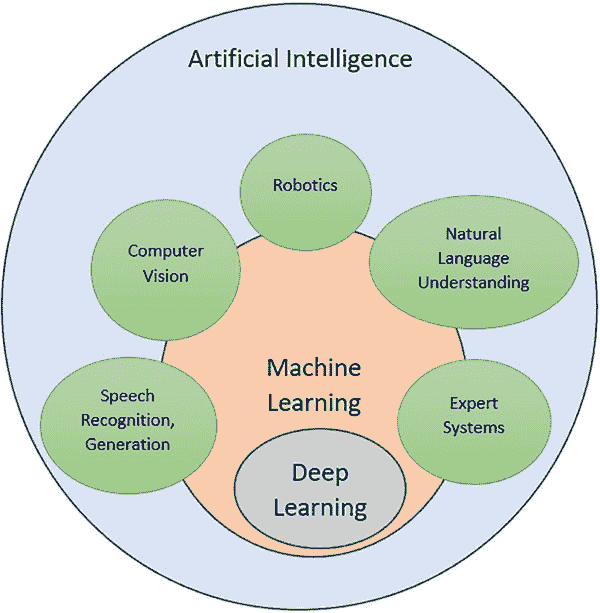 Artificial Intelligence
Robotics
Computer
Vision
Natural
Language
Understanding
Machine
Learning
Speech
Recognition,
Generation
Expert
Systems
Deep
Learning